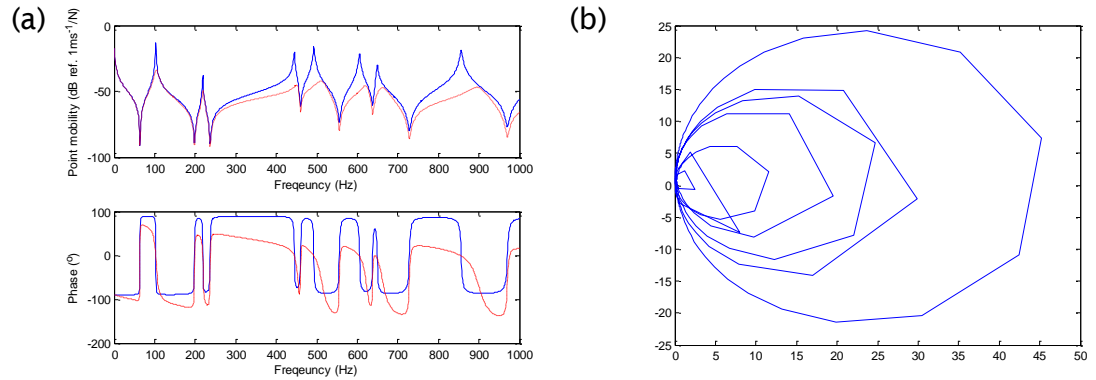 (a)
Point mobility (dB ref. 1ms⁻¹/N)
0
-50
-100
0 100 200 300 400 500 600 700 800 900 1000
Freqeuncy (Hz)
Phase (º)
100
0
-100
-200
0 100 200 300 400 500 600 700 800 900 1000
Freqeuncy (Hz)
(b)
25
20
15
10
5
0
-5
-10
-15
-20
-25
0 5 10 15 20 25 30 35 40 45 50